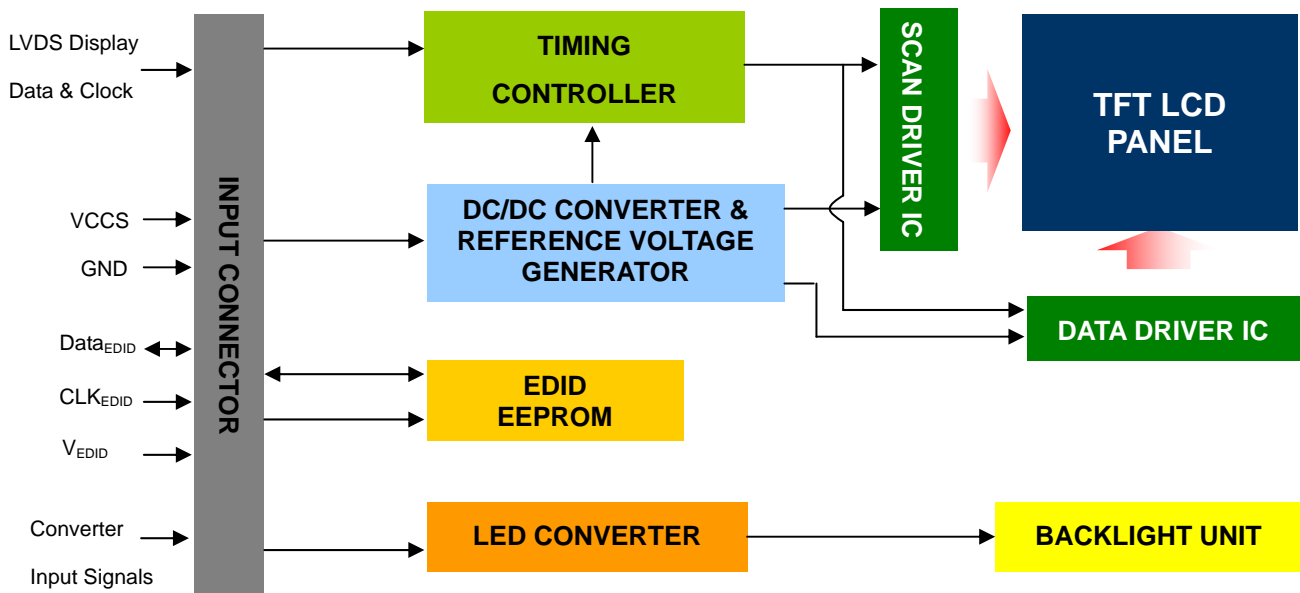 LVDS Display
Data & Clock
VCCS
GND
DataEDID
CLKEDID
VEDID
Converter
Input Signals
INPUT CONNECTOR
TIMING
CONTROLLER
DC/DC CONVERTER &
REFERENCE VOLTAGE
GENERATOR
EDID
EEPROM
LED CONVERTER
SCAN DRIVER IC
TFT LCD
PANEL
DATA DRIVER IC
BACKLIGHT UNIT